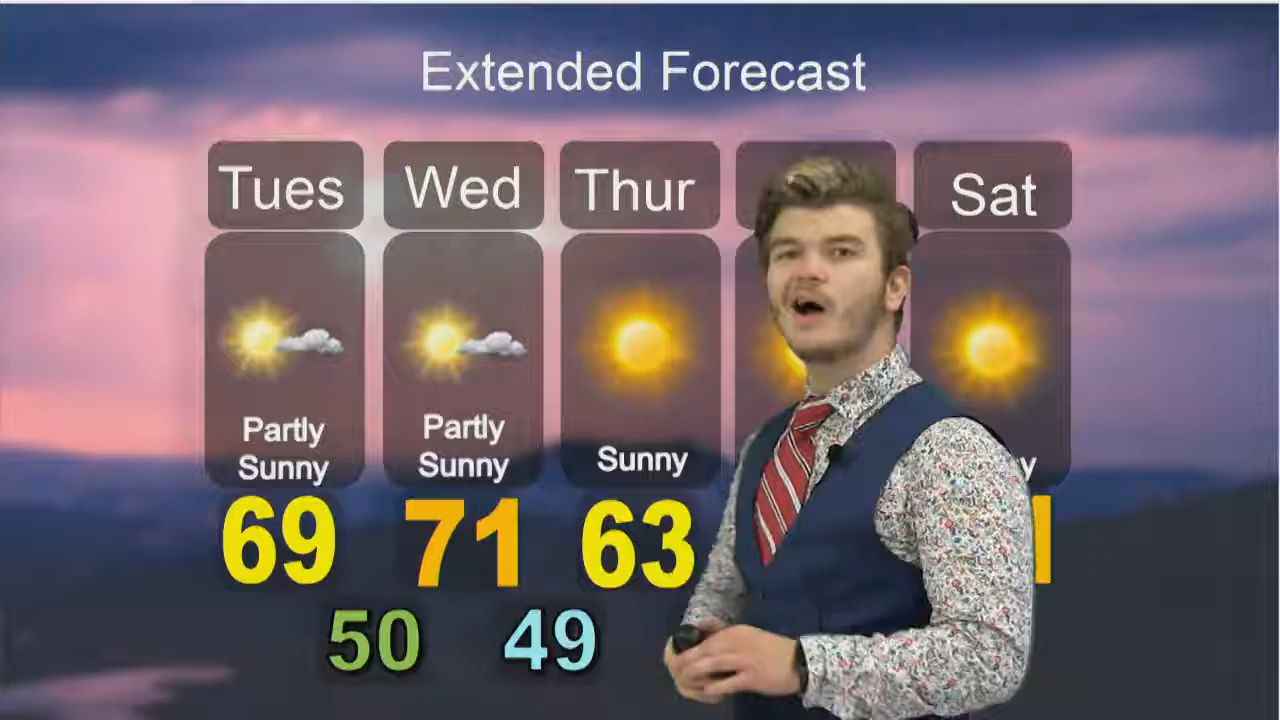 Extended Forecast
Tues Wed Thur Sat
Partly Sunny
Partly Sunny
Sunny
69 71 63
50 49